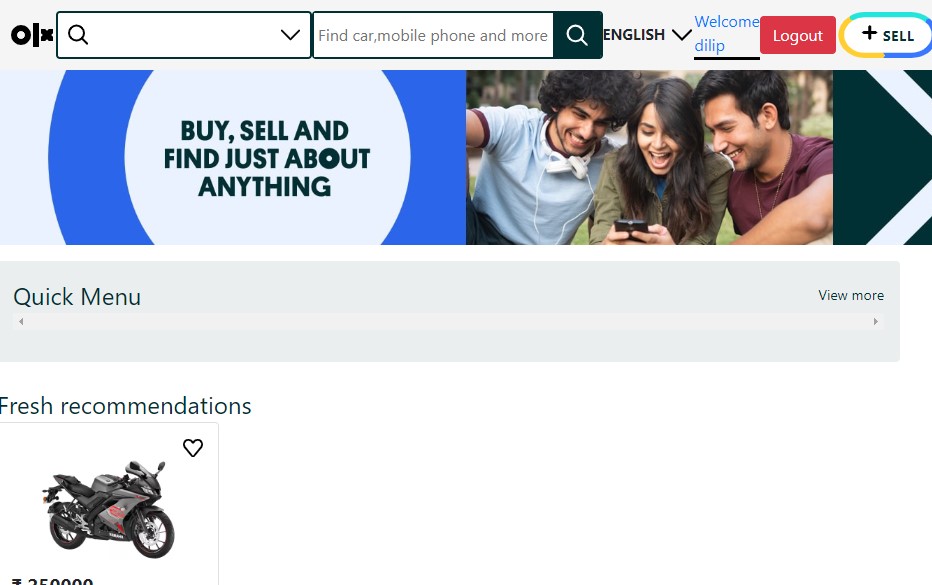 olx
Find car,mobile phone and more
ENGLISH
Welcome
dilip
Logout
SELL
BUY, SELL AND
FIND JUST ABOUT
ANYTHING
Quick Menu
View more
Fresh recommendations
YAMAHA
₹ 250000